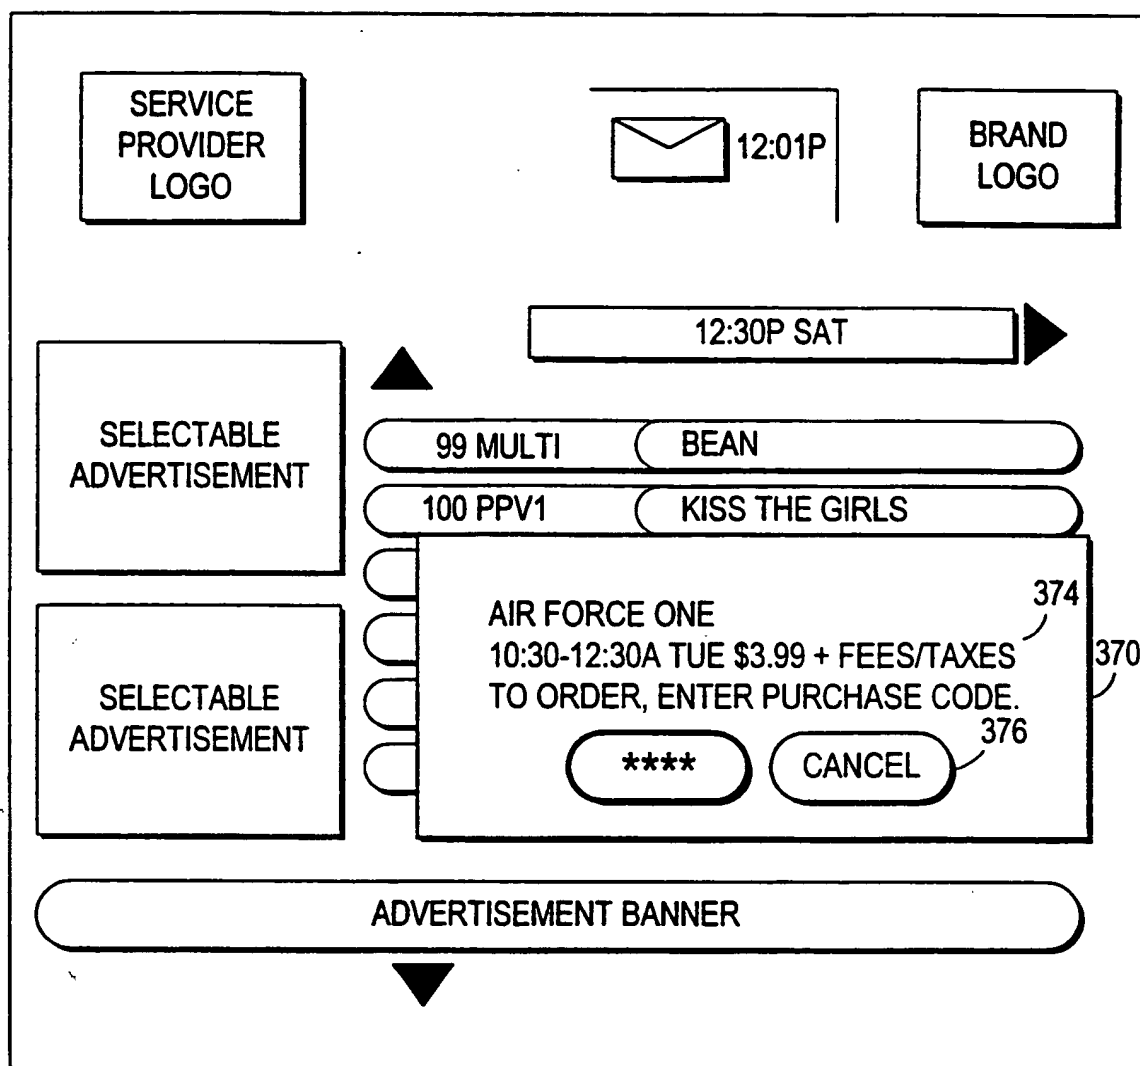 SERVICE
PROVIDER
LOGO
12:01P
BRAND
LOGO
12:30P SAT
SELECTABLE
ADVERTISEMENT
99 MULTI BEAN
100 PPV1 KISS THE GIRLS
374
AIR FORCE ONE
10:30-12:30A TUE $3.99 + FEES/TAXES
370
TO ORDER, ENTER PURCHASE CODE.
376
**** CANCEL
SELECTABLE
ADVERTISEMENT
ADVERTISEMENT BANNER